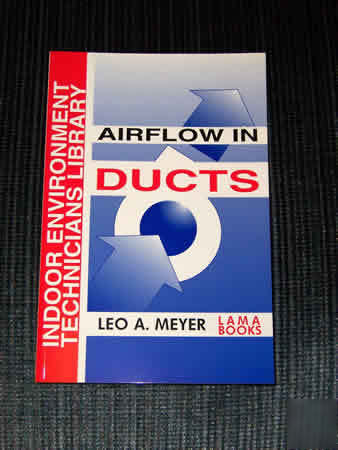 INDOOR ENVIRONMENT
TECHNICIANS LIBRARY
AIRFLOW IN
DUCTS
LEO A. MEYER
LAMA
BOOKS